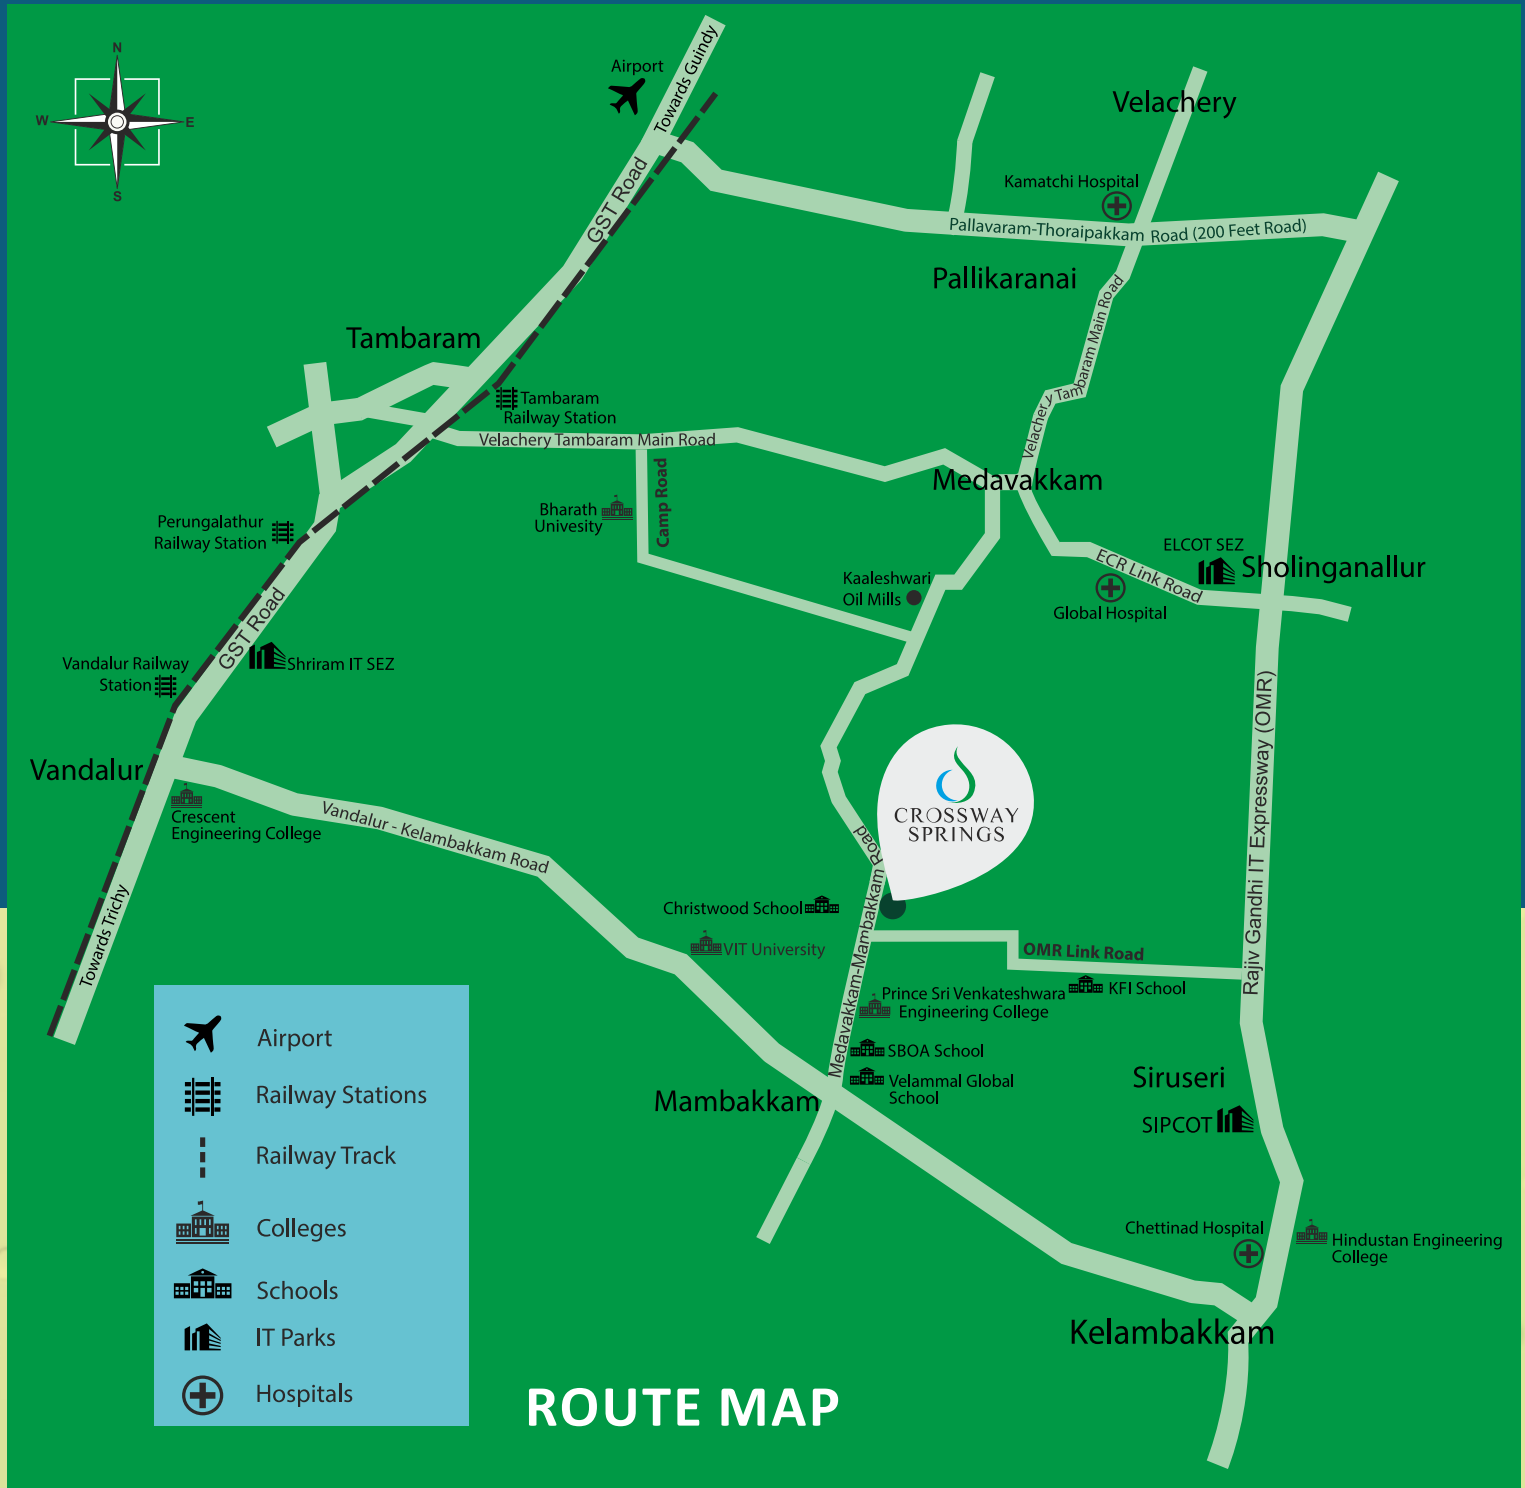 N
W
E
S
Airport
Towards Guindy
Velachery
GST Road
Kamatchi Hospital
Pallavaram-Thoraipakkam Road (200 Feet Road)
Pallikaranai
Velachery Tambaram Main Road
Tambaram
Tambaram
Railway Station
Velachery Tambaram Main Road
Camp Road
Medavakkam
Bharath
Univesity
Perungalathur
Railway Station
ECR Link Road
ELCOT SEZ
Sholinganallur
Kaaleshwari
Oil Mills
Global Hospital
GST Road
Shriram IT SEZ
Vandalur Railway
Station
Vandalur
Crescent
Engineering College
Vandalur - Kelambakkam Road
CROSSWAY
SPRINGS
Rajiv Gandhi IT Expressway (OMR)
Towards Trichy
Medavakkam-Mambakkam Road
Christwood School
VIT University
OMR Link Road
KFI School
Prince Sri Venkateshwara
Engineering College
SBOA School
Velammal Global
School
Mambakkam
Siruseri
SIPCOT
Chettinad Hospital
Hindustan Engineering
College
Kelambakkam
Airport
Railway Stations
Railway Track
Colleges
Schools
IT Parks
Hospitals
ROUTE MAP